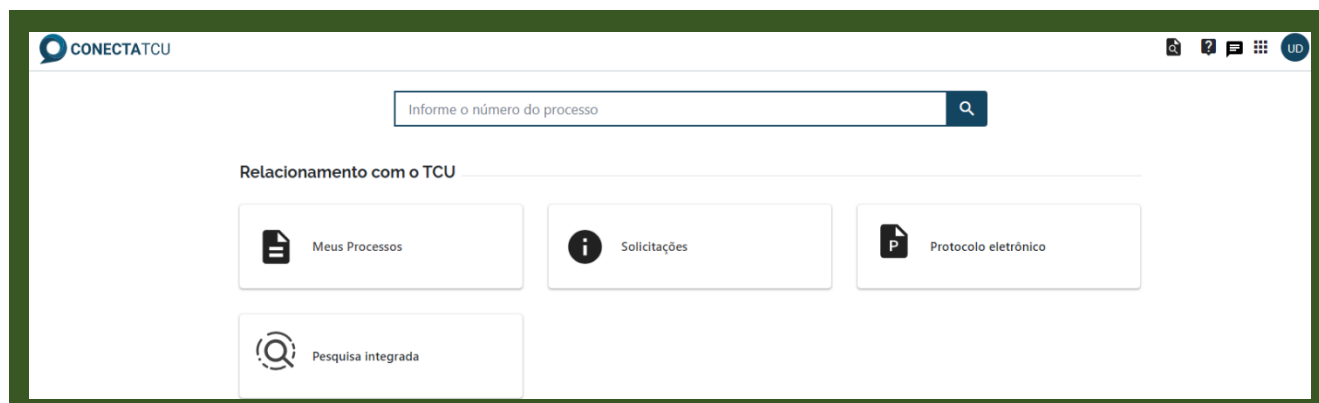 CONECTATCU
UD
Informe o número do processo
Relacionamento com o TCU
Meus Processos
Solicitações
P
Protocolo eletrônico
Pesquisa integrada